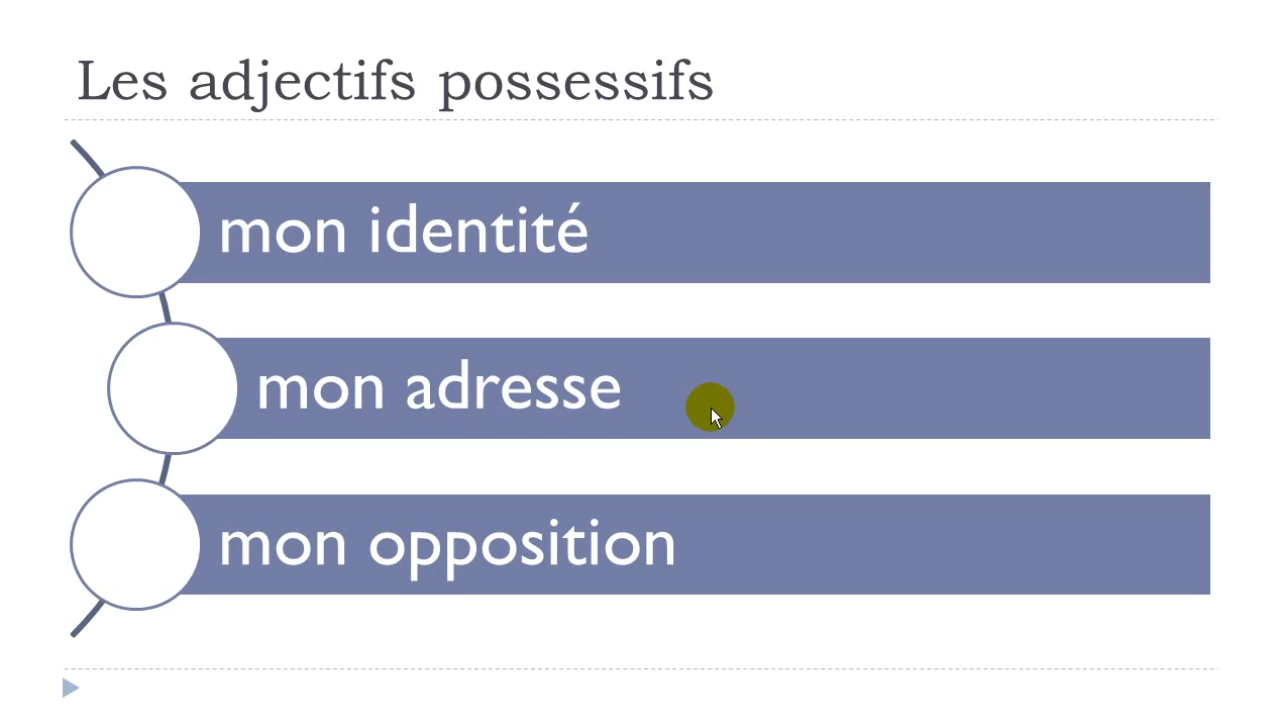 Les adjectifs possessifs
mon identité
mon adresse
mon opposition